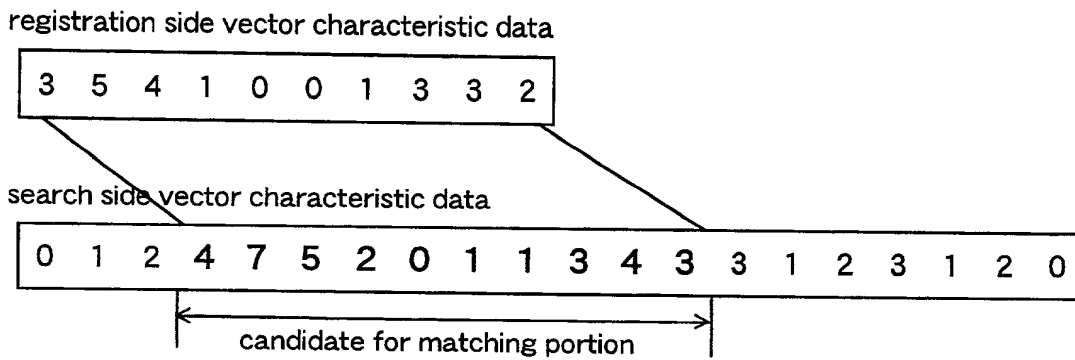 registration side vector characteristic data
3 5 4 1 0 0 1 3 3 2
search side vector characteristic data
0 1 2 4 7 5 2 0 1 1 3 4 3 3 1 2 3 1 2 0
candidate for matching portion